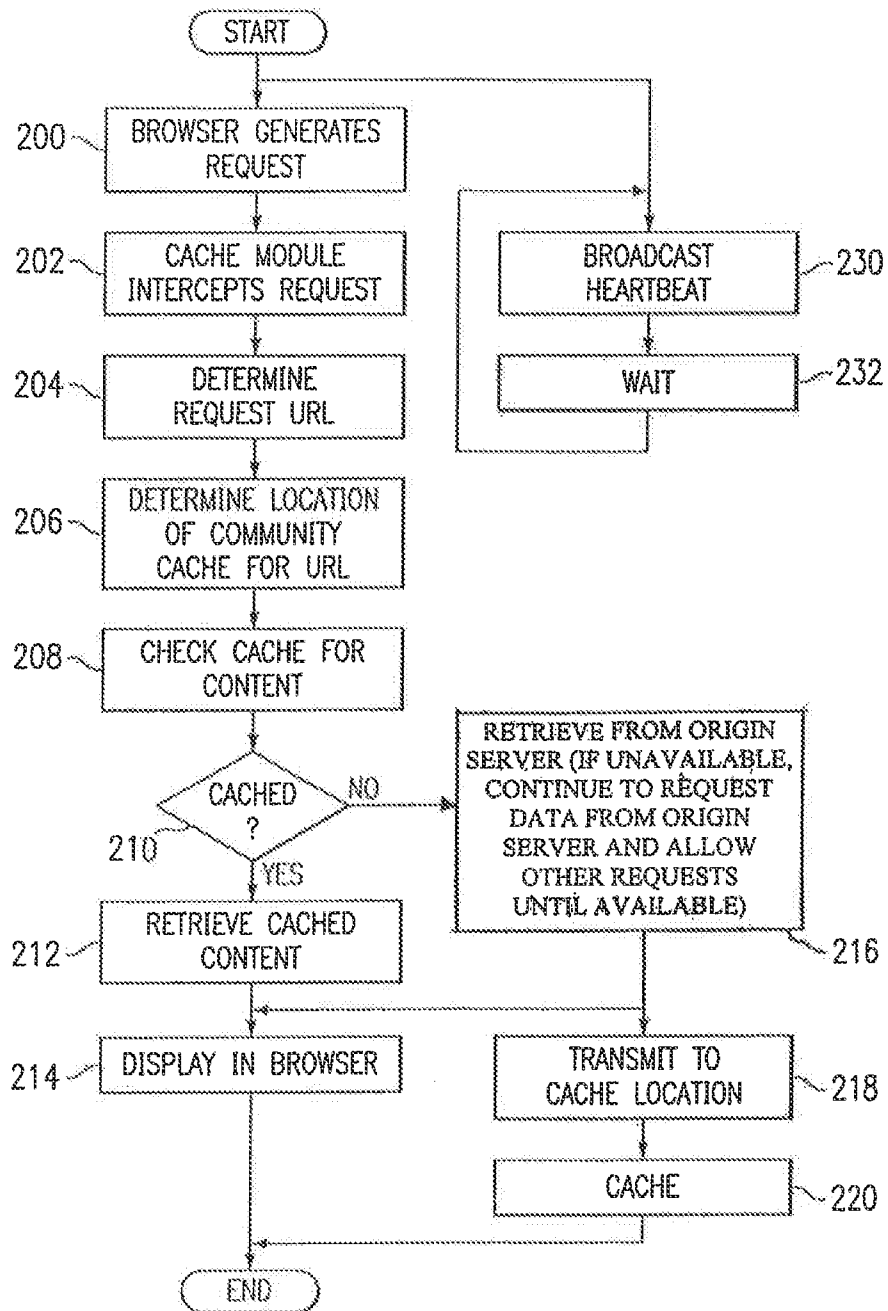 START
200
BROWSER GENERATES
REQUEST
202
CACHE MODULE
INTERCEPTS REQUEST
BROADCAST
HEARTBEAT
230
204
DETERMINE
REQUEST URL
WAIT
232
206
DETERMINE LOCATION
OF COMMUNITY
CACHE FOR URL
208
CHECK CACHE FOR
CONTENT
CACHED
?
210
NO
YES
RETRIEVE FROM ORIGIN
SERVER (IF UNAVAILABLE,
CONTINUE TO REQUEST
DATA FROM ORIGIN
SERVER AND ALLOW
OTHER REQUESTS
UNTIL AVAILABLE)
216
212
RETRIEVE CACHED
CONTENT
214
DISPLAY IN BROWSER
TRANSMIT TO
CACHE LOCATION
218
CACHE
220
END